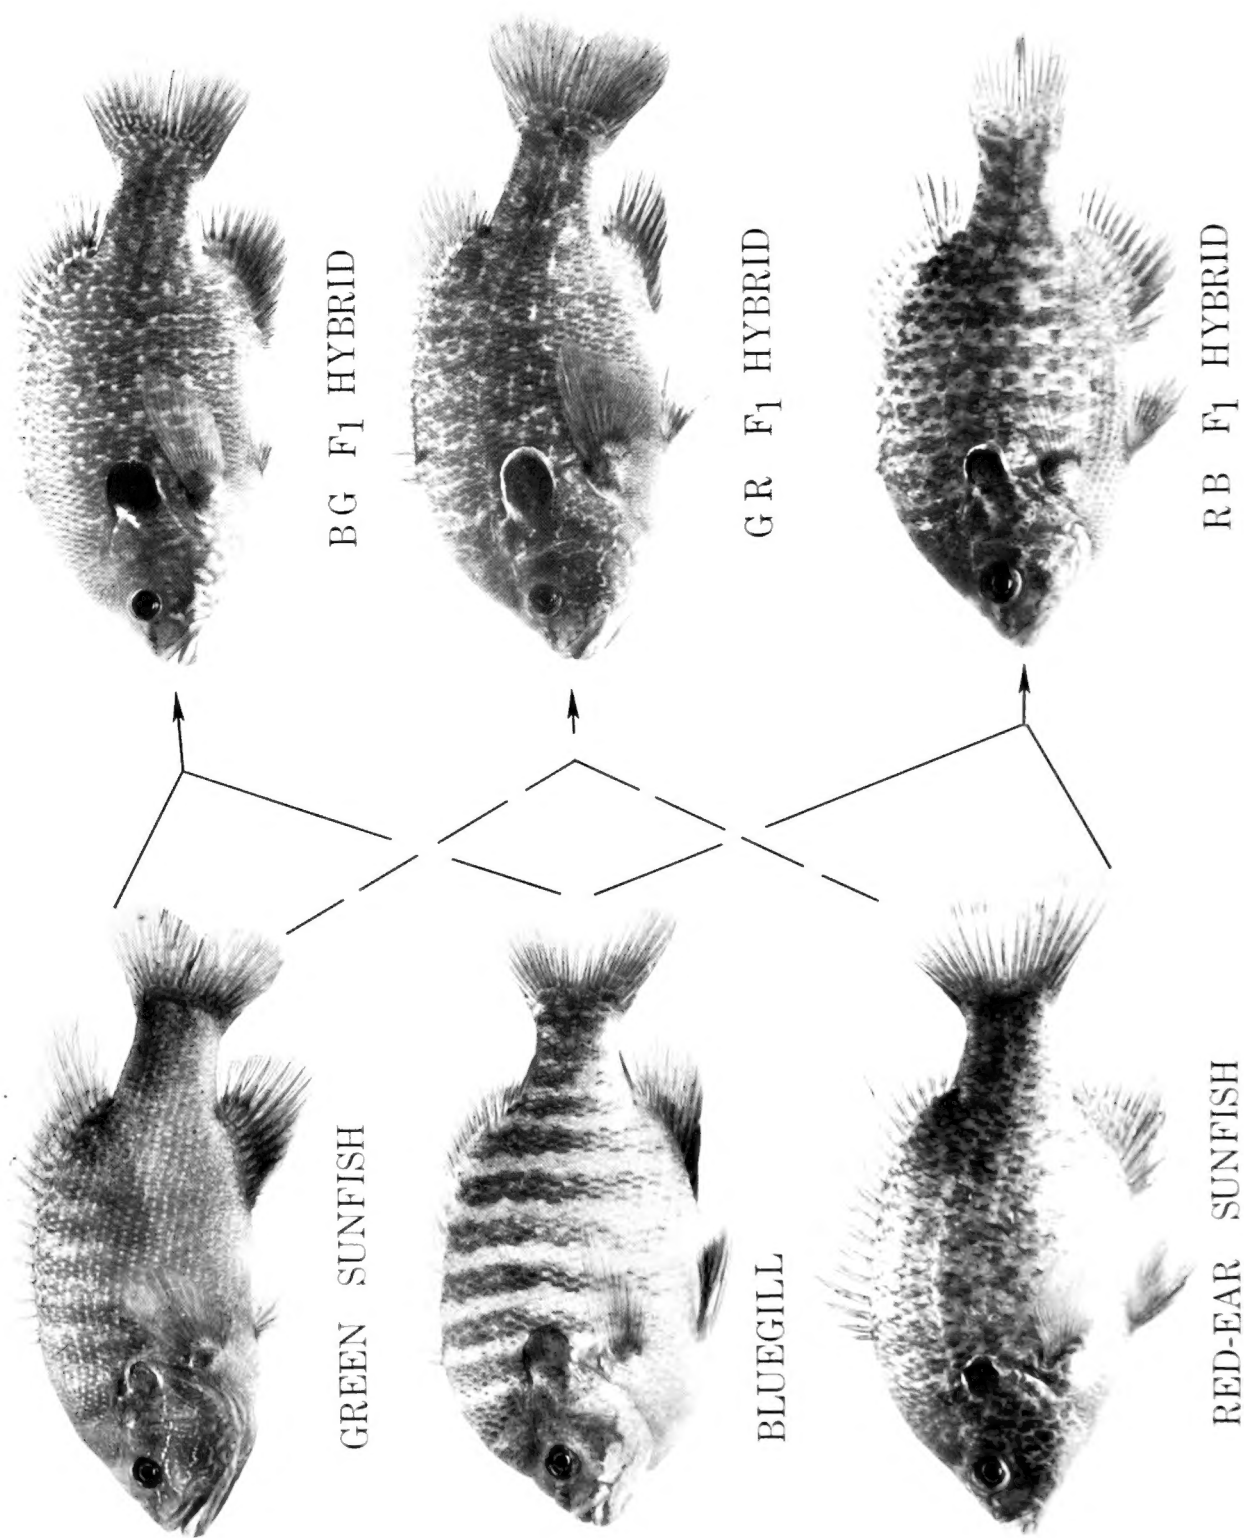 GREEN SUNFISH
BG F1 HYBRID
BLUEGILL
GR F1 HYBRID
RED-EAR SUNFISH
RB F1 HYBRID